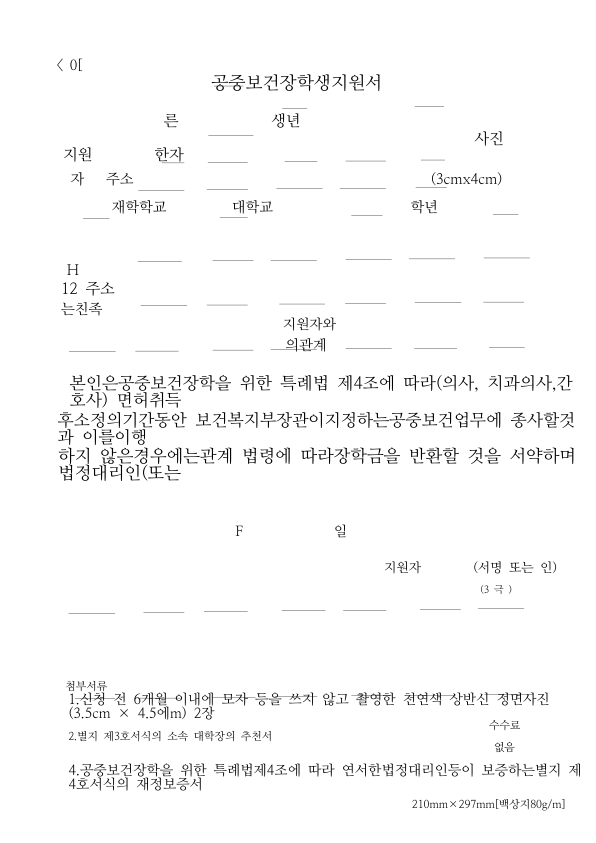 < 0[
공중보건장학생지원서
른 생년
사진
지원 한자
자 주소 (3cmx4cm)
재학학교 대학교 학년
H
12 주소
는친족
지원자와
의관계
본인은공중보건장학을 위한 특례법 제4조에 따라(의사, 치과의사,간
호사) 면허취득
후소정의기간동안 보건복지부장관이지정하는공중보건업무에 종사할것
과 이를이행
하지 않은경우에는관계 법령에 따라장학금을 반환할 것을 서약하며
법정대리인(또는
F 일
지원자 (서명 또는 인)
(3 극 )
첨부서류
1.신청 전 6개월 이내에 모자 등을 쓰지 않고 촬영한 천연색 상반신 정면사진
(3.5cm × 4.5에m) 2장
수수료
2.별지 제3호서식의 소속 대학장의 추천서
없음
4.공중보건장학을 위한 특례법제4조에 따라 연서한법정대리인등이 보증하는별지 제
4호서식의 재정보증서
210mm×297mm[백상지80g/m]